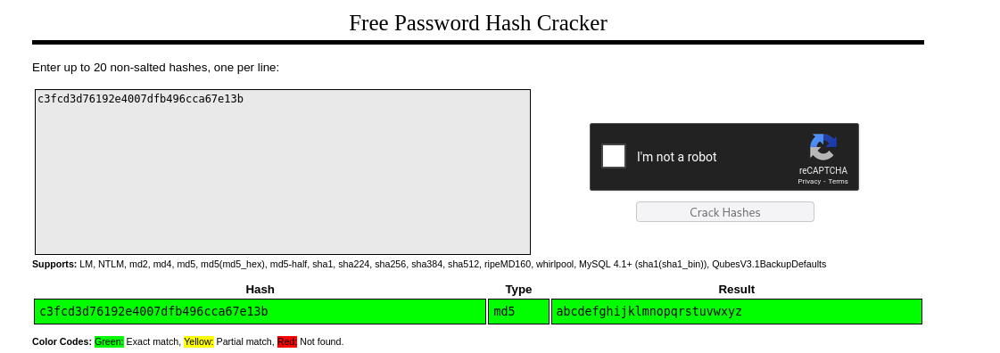 Free Password Hash Cracker
Enter up to 20 non-salted hashes, one per line:
c3fcd3d76192e4007dfb496cca67e13b
I'm not a robot
reCAPTCHA
Privacy - Terms
Crack Hashes
Supports: LM, NTLM, md2, md4, md5, md5(md5_hex), md5-half, sha1, sha224, sha256, sha384, sha512, ripeMD160, whirlpool, MySQL 4.1+ (sha1(sha1_bin)), QubesV3.1BackupDefaults
Hash Type Result
c3fcd3d76192e4007dfb496cca67e13b md5 abcdefghijklmnopqrstuvwxyz
Color Codes: Green: Exact match, Yellow: Partial match, Red: Not found.